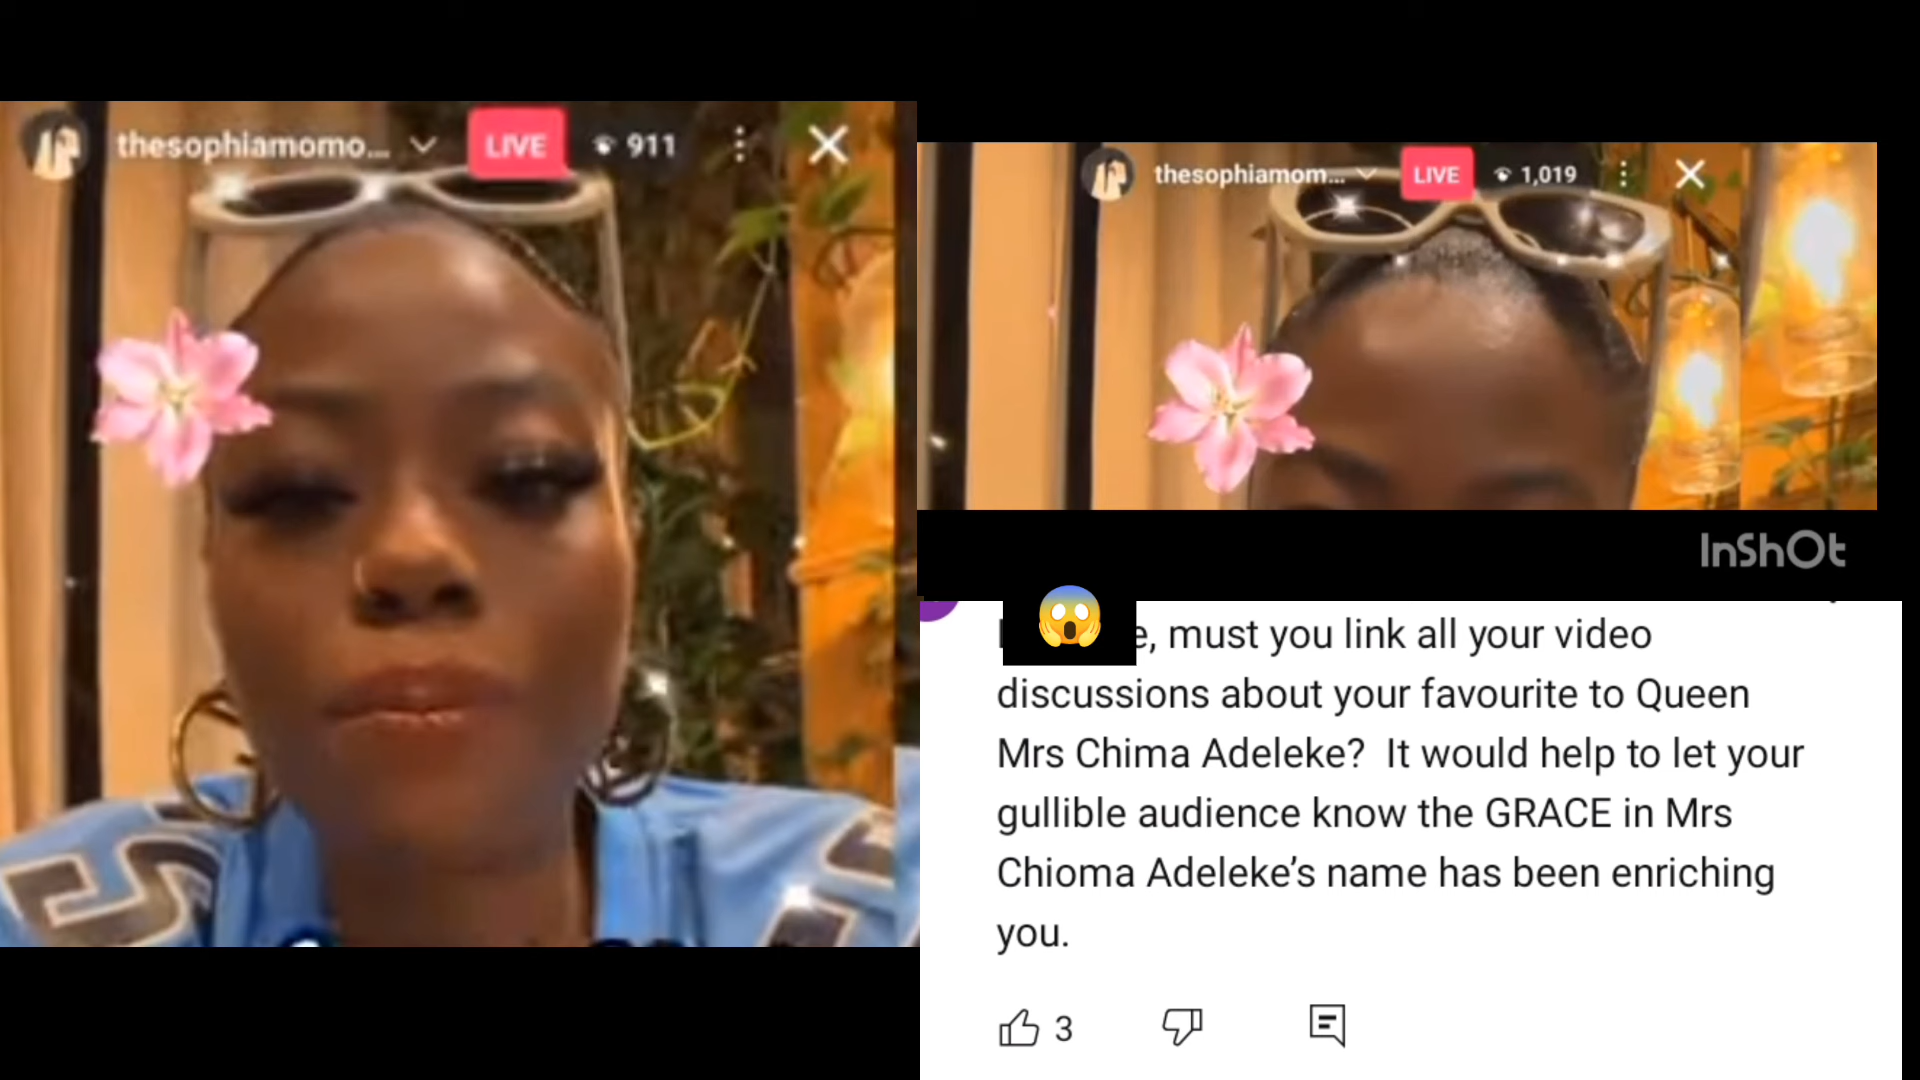 thesophiamomo...
LIVE
911
thesophiamom...
LIVE
1,019
InShOt
e, must you link all your video
discussions about your favourite to Queen
Mrs Chima Adeleke? It would help to let your
gullible audience know the GRACE in Mrs
Chioma Adeleke’s name has been enriching
you.
3